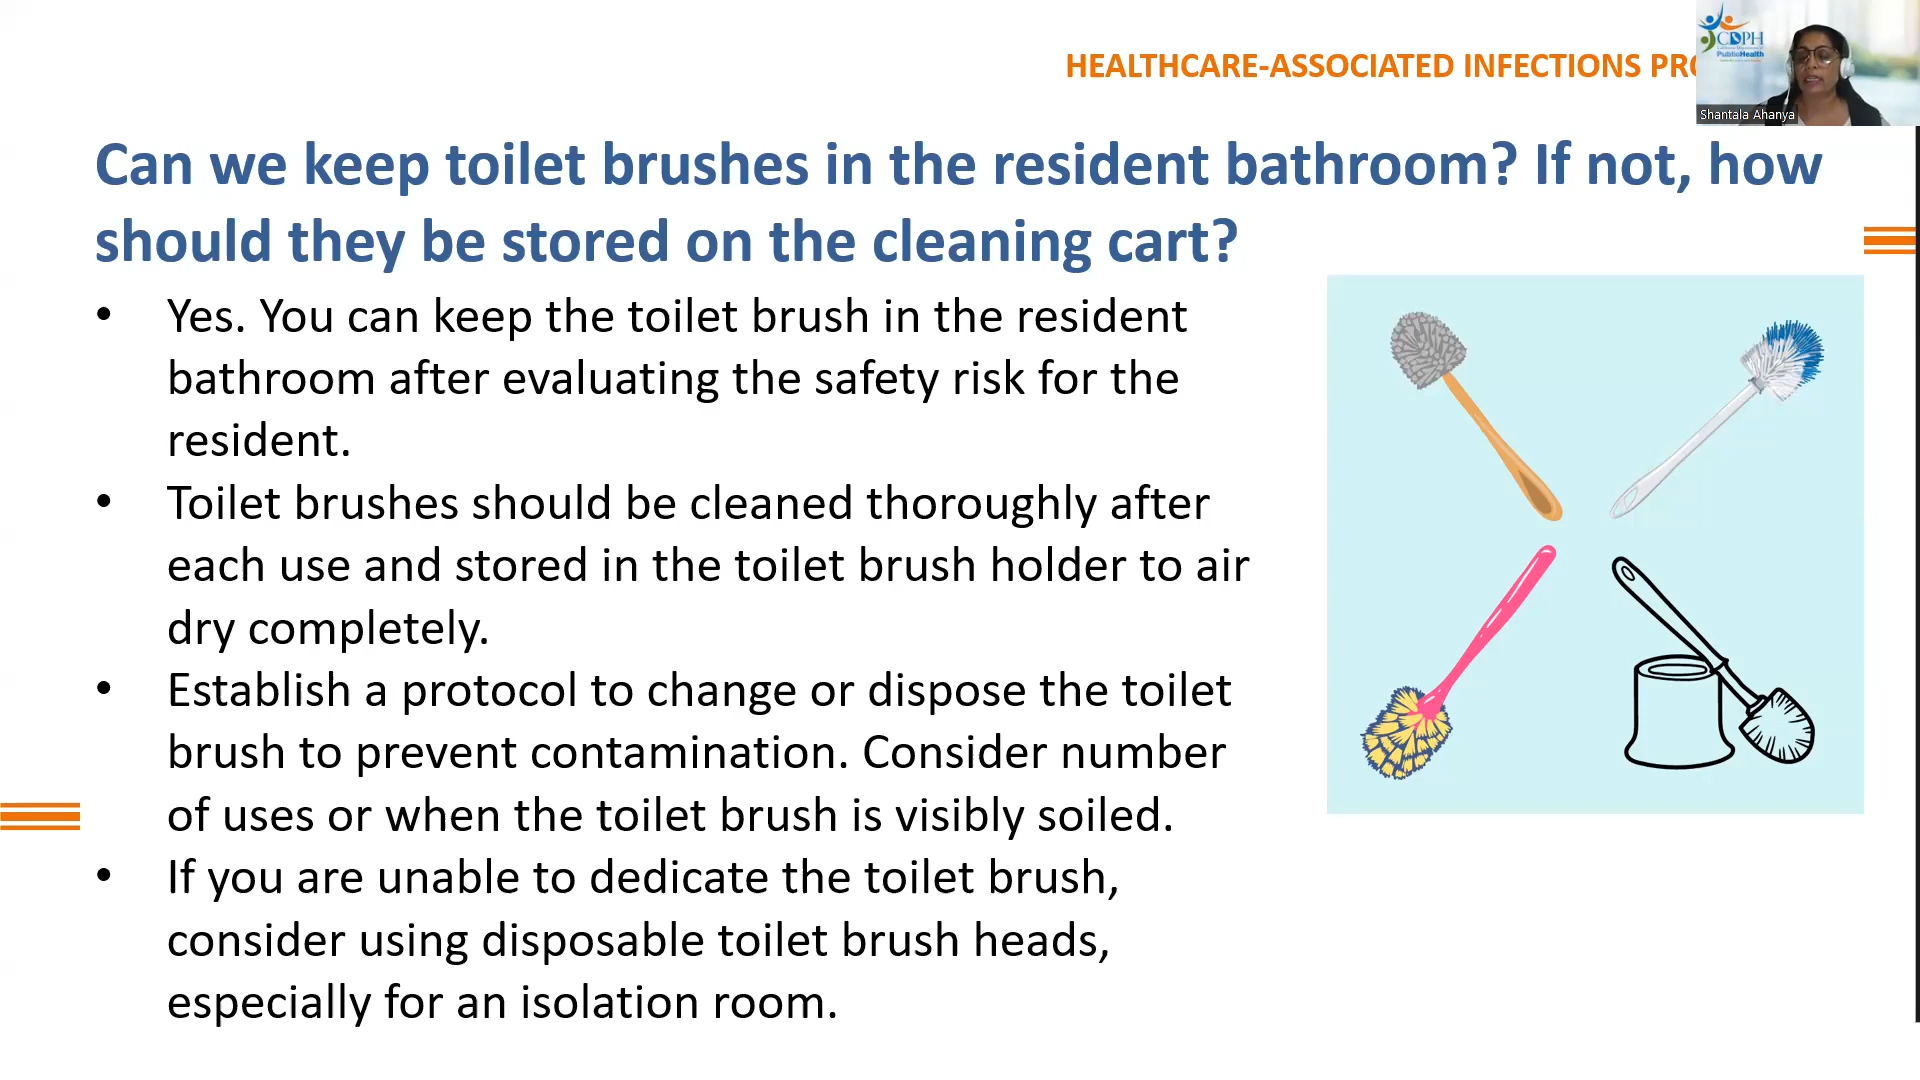 HEALTHCARE-ASSOCIATED INFECTIONS PRO
CDPH
PublicHealth
Shantala Ahanya
Can we keep toilet brushes in the resident bathroom? If not, how
should they be stored on the cleaning cart?
• Yes. You can keep the toilet brush in the resident
bathroom after evaluating the safety risk for the
resident.
• Toilet brushes should be cleaned thoroughly after
each use and stored in the toilet brush holder to air
dry completely.
• Establish a protocol to change or dispose the toilet
brush to prevent contamination. Consider number
of uses or when the toilet brush is visibly soiled.
• If you are unable to dedicate the toilet brush,
consider using disposable toilet brush heads,
especially for an isolation room.